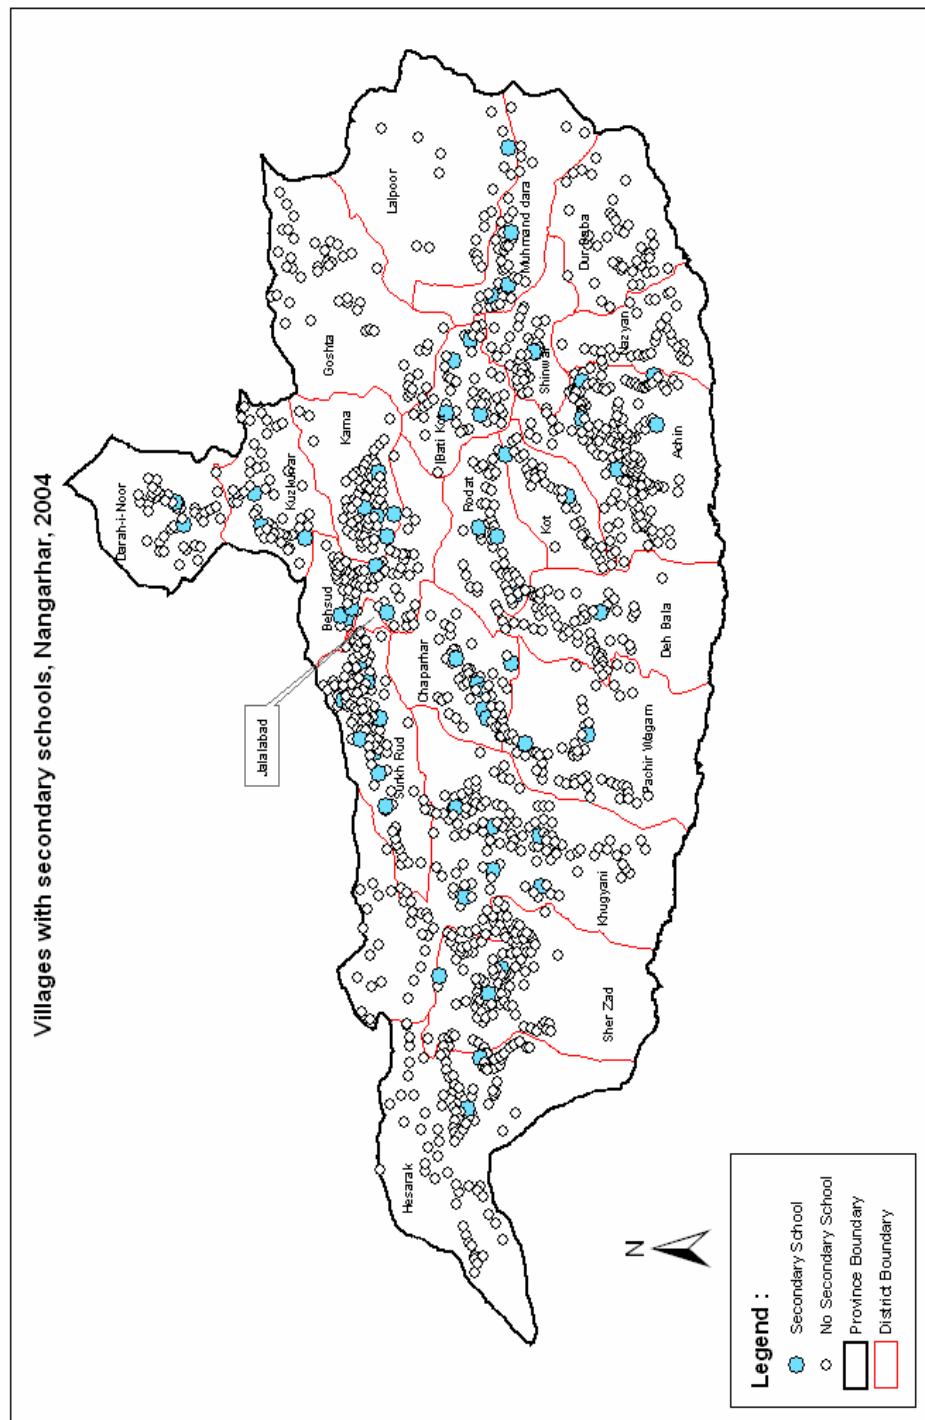 Villages with secondary schools, Nangarhar, 2004
Darah-i-Noor
Kuzkunar
Goshta
Lalpoor
Kama
Behsud
Jalalabad
Surkh Rud
Bati Kot
Muhmand dara
Rodat
Chaparhar
Shinwar
Dur Baba
Nazyan
Kot
Achin
Deh Bala
Pachir Wagam
Khugyani
Sher Zad
Hesarak
N
Legend :
Secondary School
No Secondary School
Province Boundary
District Boundary